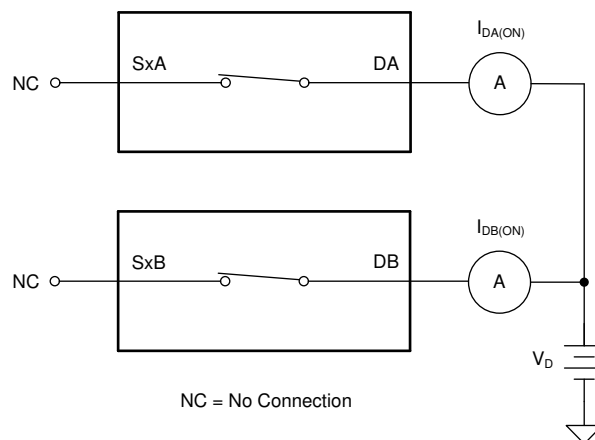 I_DA(ON)
SxA DA
NC A
I_DB(ON)
SxB DB
NC A
V_D
NC = No Connection